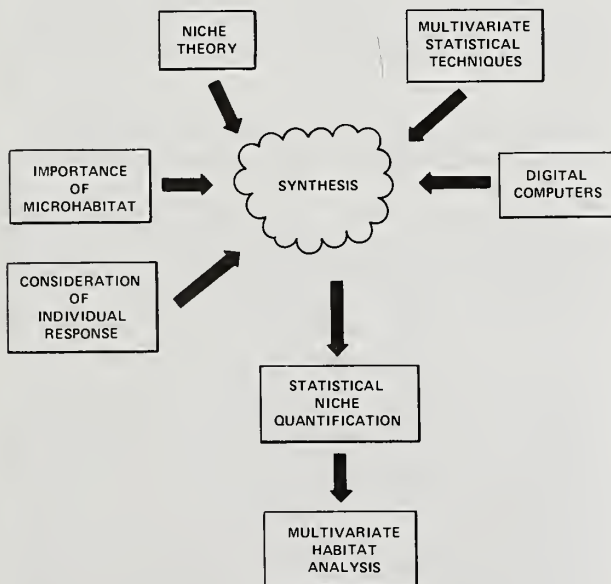 NICHE
THEORY
MULTIVARIATE
STATISTICAL
TECHNIQUES
IMPORTANCE
OF
MICROHABITAT
SYNTHESIS
DIGITAL
COMPUTERS
CONSIDERATION
OF
INDIVIDUAL
RESPONSE
STATISTICAL
NICHE
QUANTIFICATION
MULTIVARIATE
HABITAT
ANALYSIS